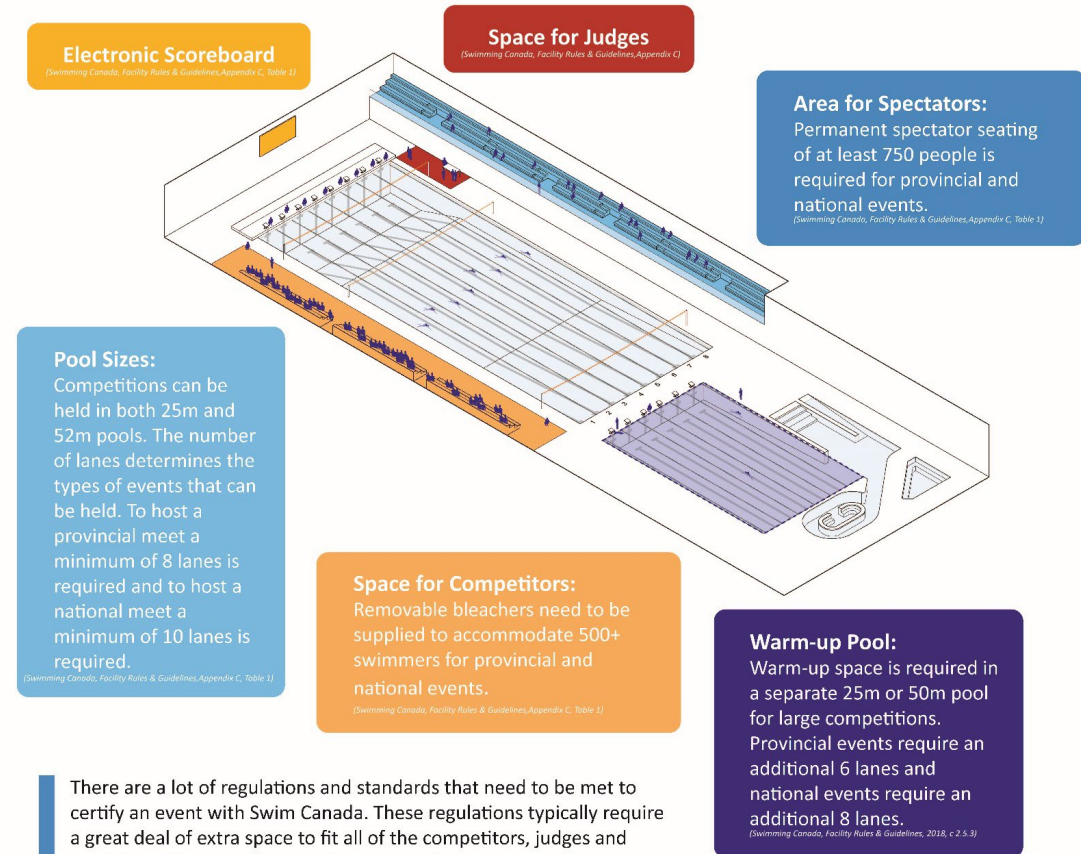 Electronic Scoreboard
(Swimming Canada, Facility Rules & Guidelines,Appendix C, Table 1)
Space for Judges
(Swimming Canada, Facility Rules & Guidelines,Appendix C)
Area for Spectators:
Permanent spectator seating
of at least 750 people is
required for provincial and
national events.
(Swimming Canada, Facility Rules & Guidelines,Appendix C, Table 1)
1 2 3 4 5 6 7 8
Pool Sizes:
Competitions can be
held in both 25m and
52m pools. The number
of lanes determines the
types of events that can
be held. To host a
provincial meet a
minimum of 8 lanes is
required and to host a
national meet a
minimum of 10 lanes is
required.
(Swimming Canada, Facility Rules & Guidelines,Appendix C, Table 1)
Space for Competitors:
Removable bleachers need to be
supplied to accommodate 500+
swimmers for provincial and
national events.
(Swimming Canada, Facility Rules & Guidelines,Appendix C, Table 1)
Warm-up Pool:
Warm-up space is required in
a separate 25m or 50m pool
for large competitions.
Provincial events require an
additional 6 lanes and
national events require an
additional 8 lanes.
(Swimming Canada, Facility Rules & Guidelines, 2018, c 2.5.3)
There are a lot of regulations and standards that need to be met to
certify an event with Swim Canada. These regulations typically require
a great deal of extra space to fit all of the competitors, judges and